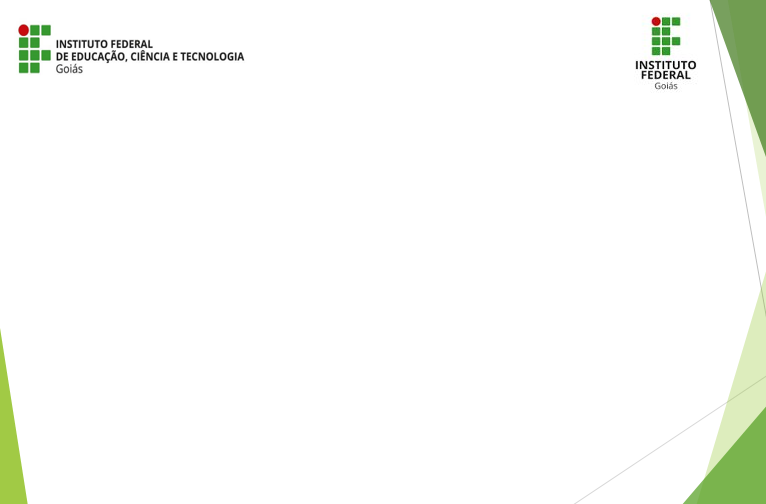 INSTITUTO FEDERAL
DE EDUCAÇÃO, CIÊNCIA E TECNOLOGIA
Goiás
INSTITUTO
FEDERAL
Goiás